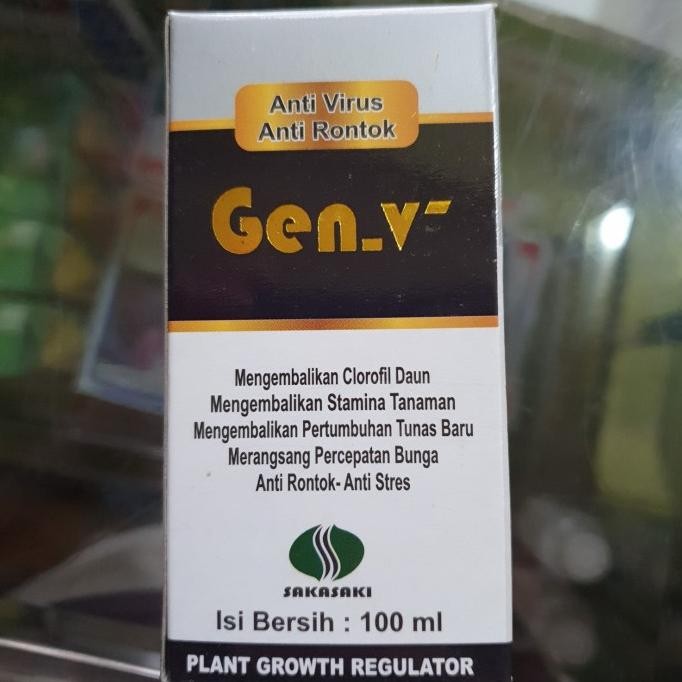 Anti Virus
Anti Rontok
Gen_v-
Mengembalikan Clorofil Daun
Mengembalikan Stamina Tanaman
Mengembalikan Pertumbuhan Tunas Baru
Merangsang Percepatan Bunga
Anti Rontok- Anti Stres
SAKASAKI
Isi Bersih : 100 ml
PLANT GROWTH REGULATOR